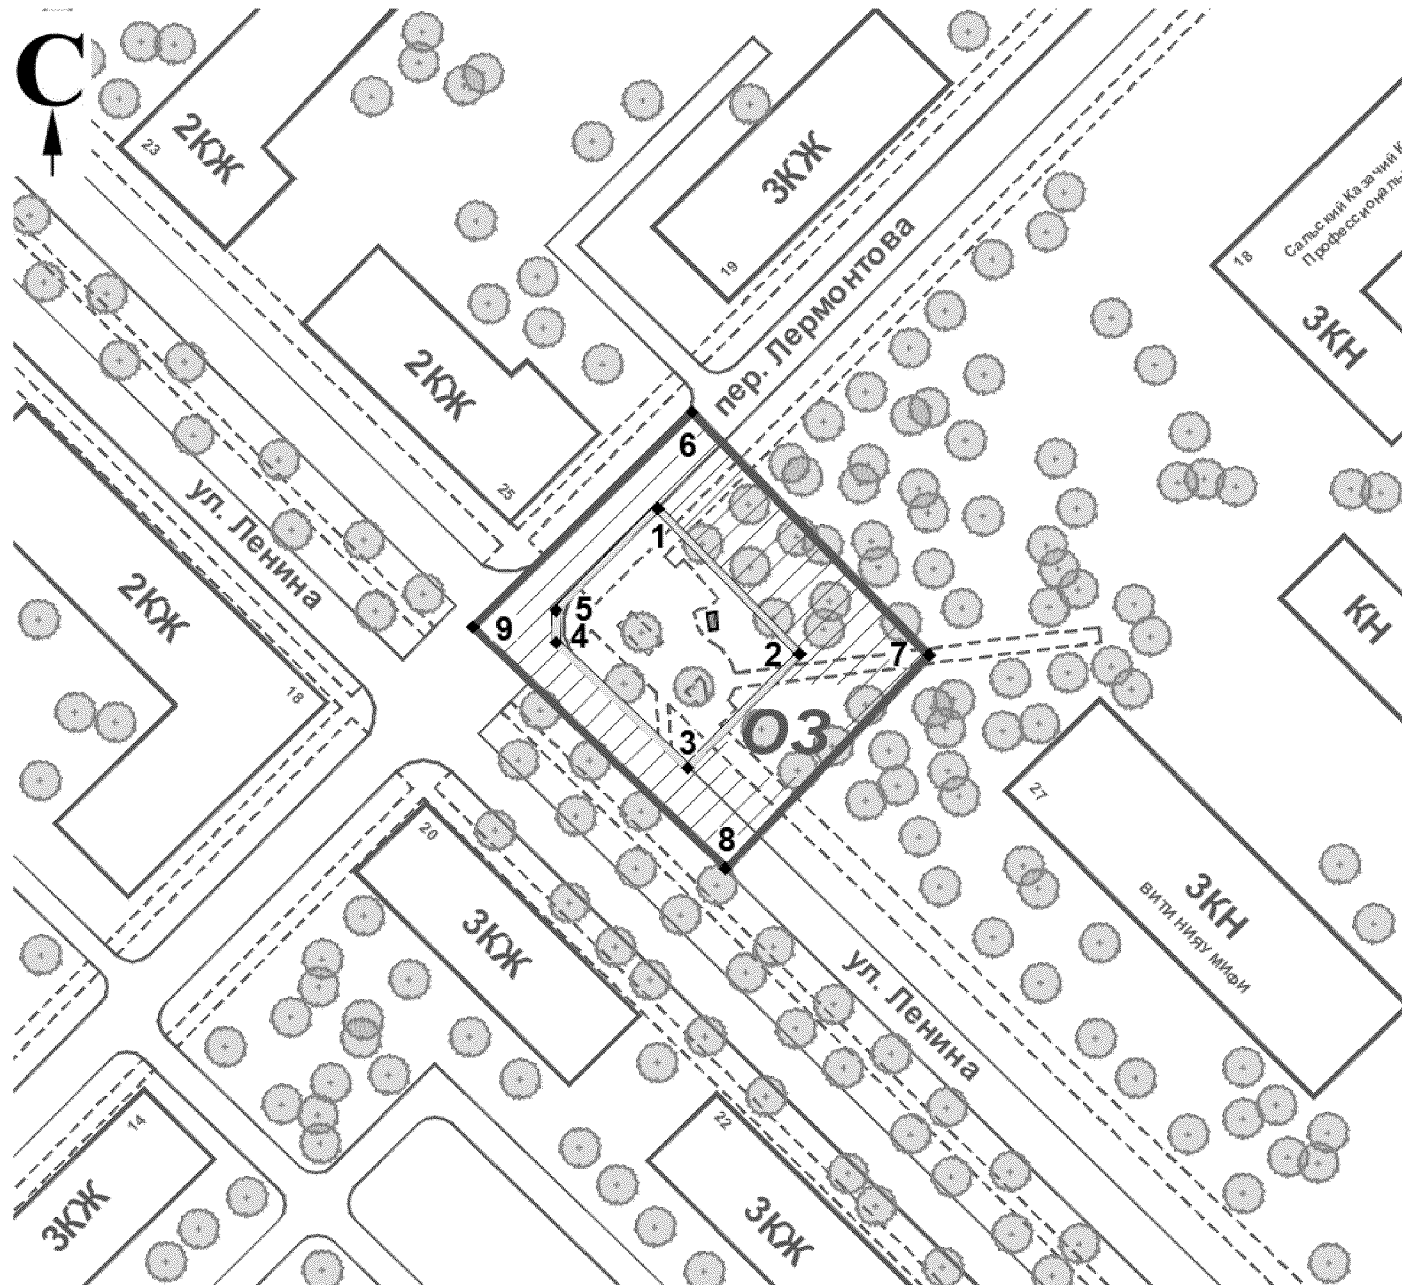 С
2КЖ
23
3КЖ
19
18
Сальский Казачий К
Профессиональ
3КН
пер. Лермонтова
2КЖ
25
6
ул. Ленина
1
5
4
9
2
7
2КЖ
18
КН
ОЗ
3
8
27
3КН
ВИТИ НИЯУ МИФИ
20
3КЖ
ул. Ленина
14
3КЖ
22
3КЖ